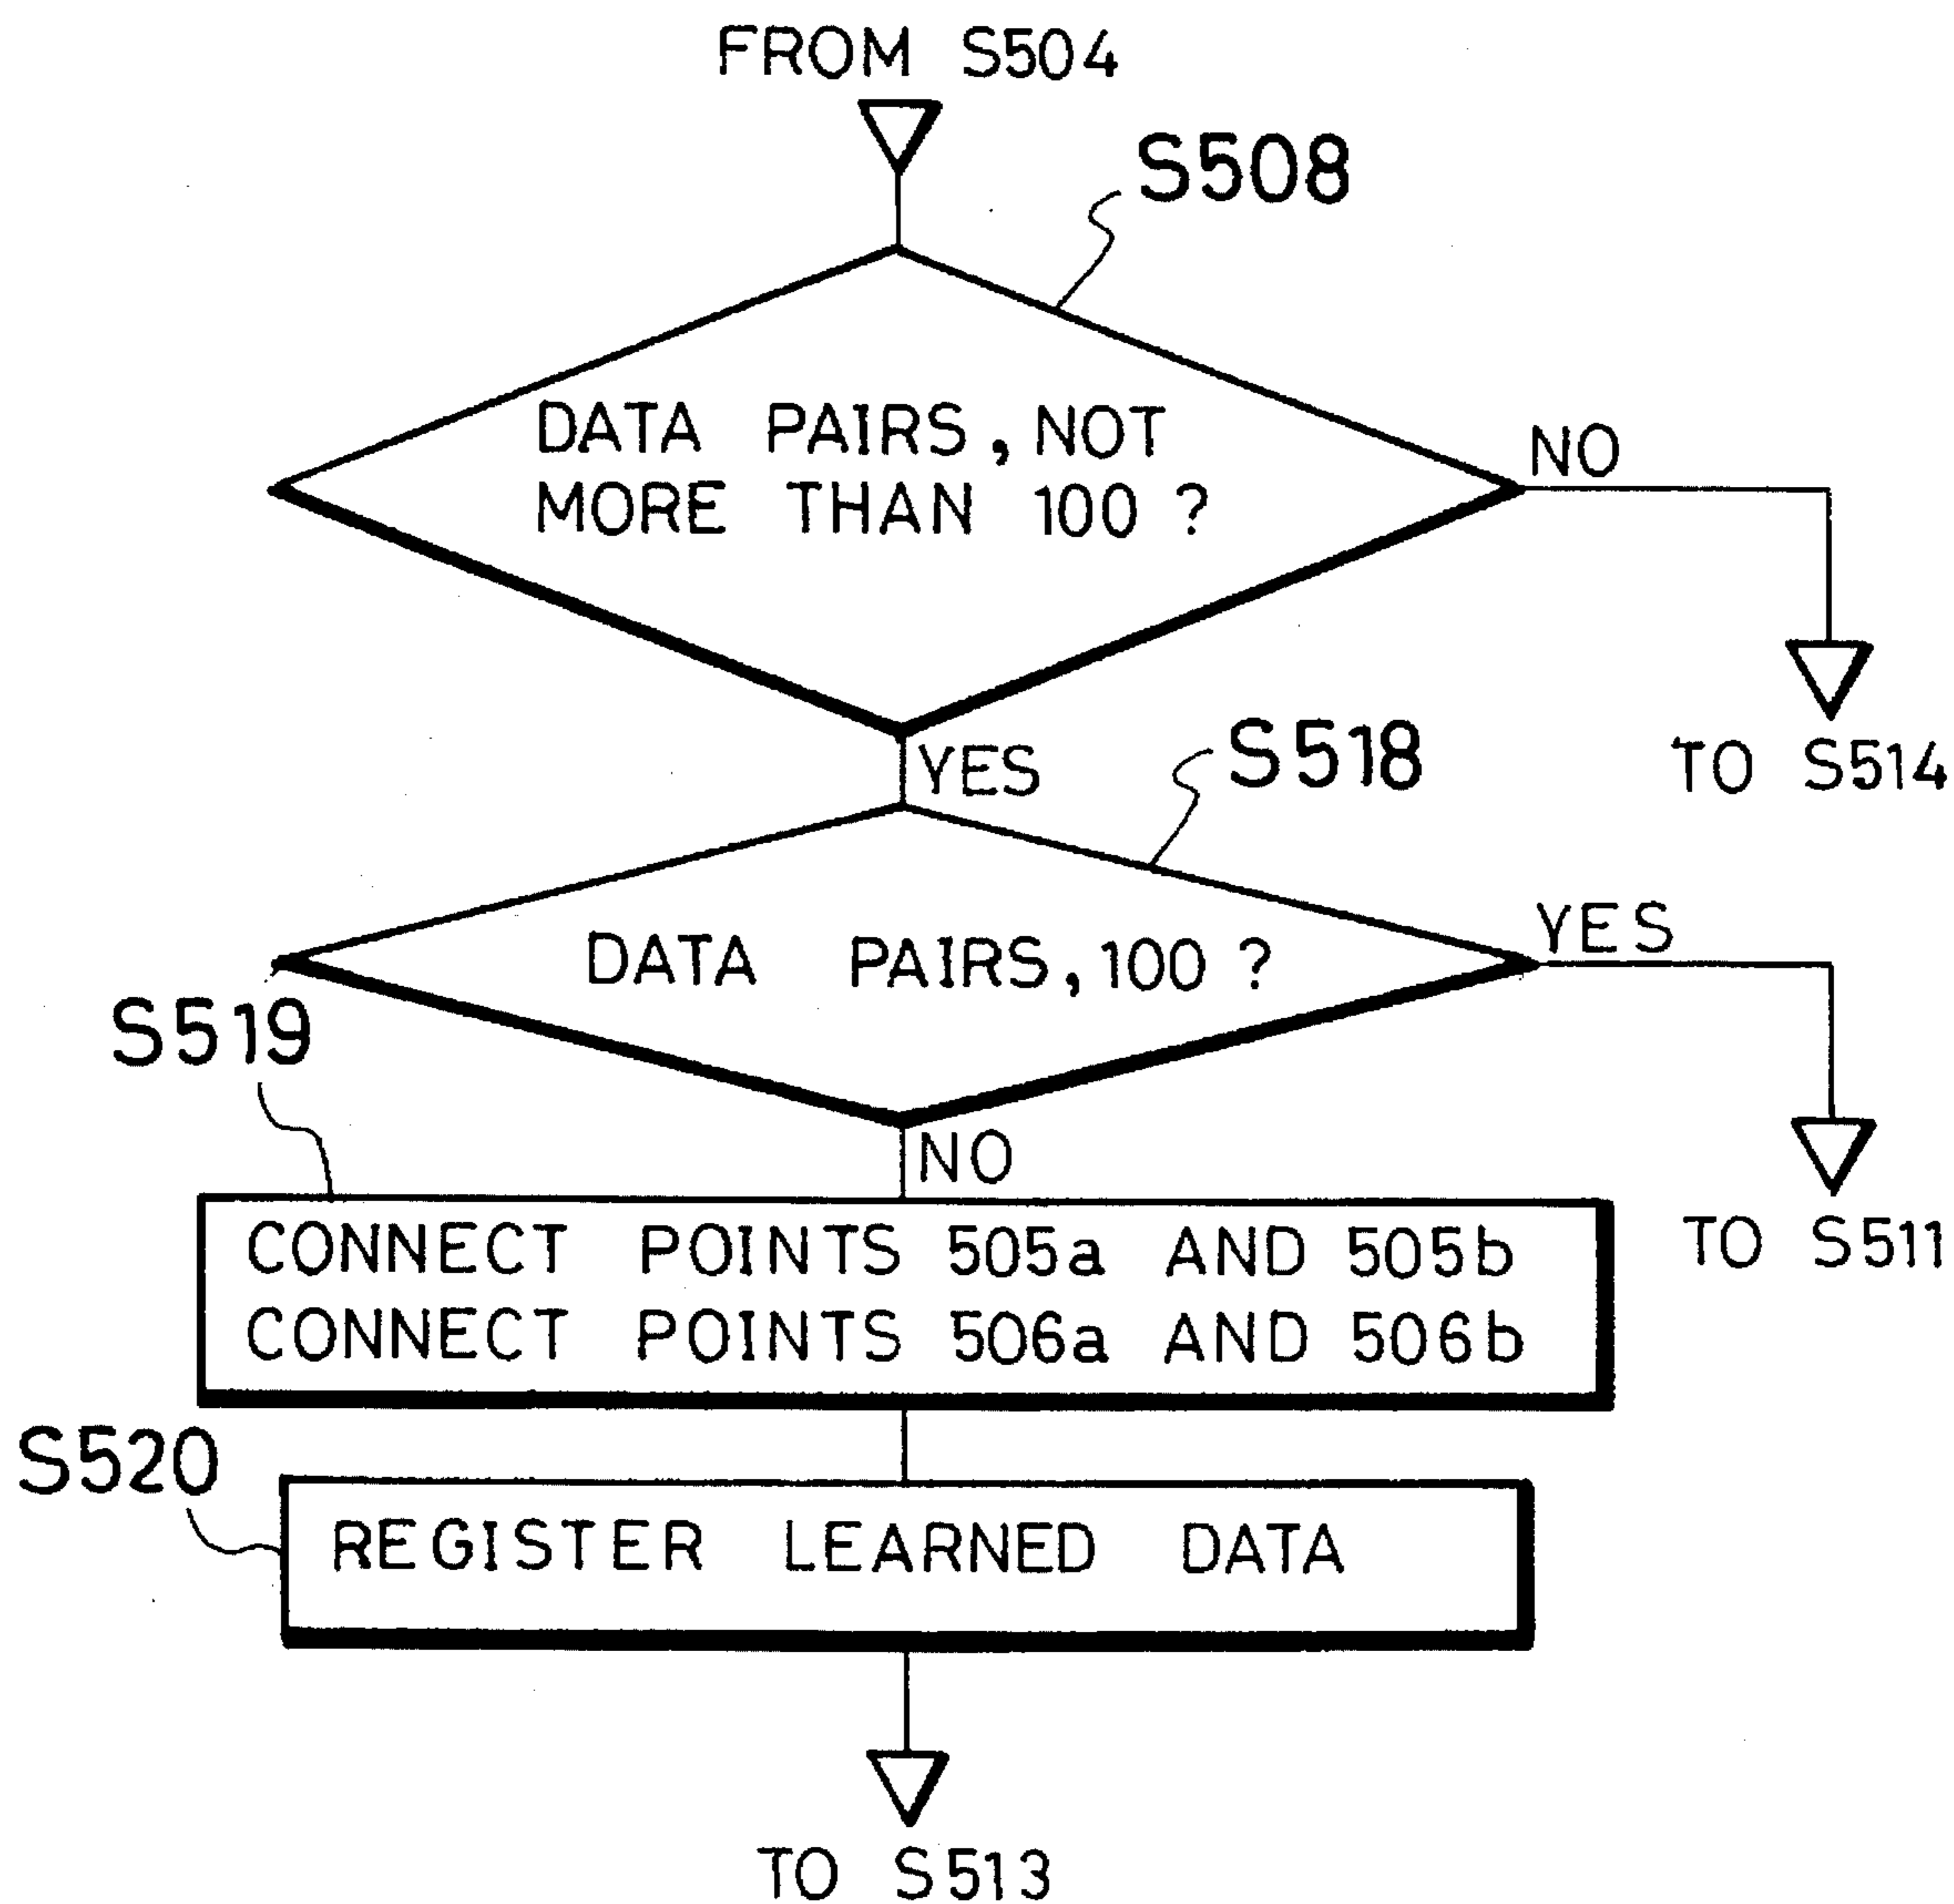 FROM S504
S508
DATA PAIRS, NOT
MORE THAN 100 ?
NO
TO S514
YES
S518
DATA PAIRS, 100 ?
YES
TO S511
S519
NO
CONNECT POINTS 505a AND 505b
CONNECT POINTS 506a AND 506b
S520
REGISTER LEARNED DATA
TO S513